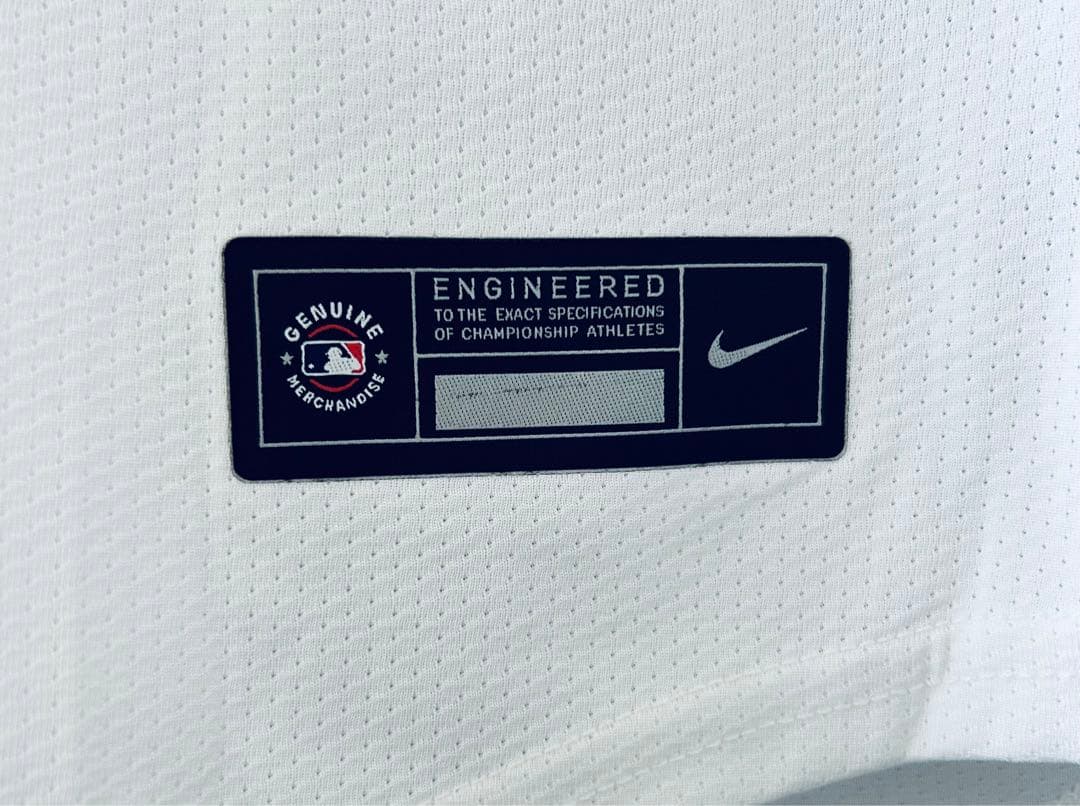 GENUINE
MERCHANDISE
ENGINEERED
TO THE EXACT SPECIFICATIONS
OF CHAMPIONSHIP ATHLETES